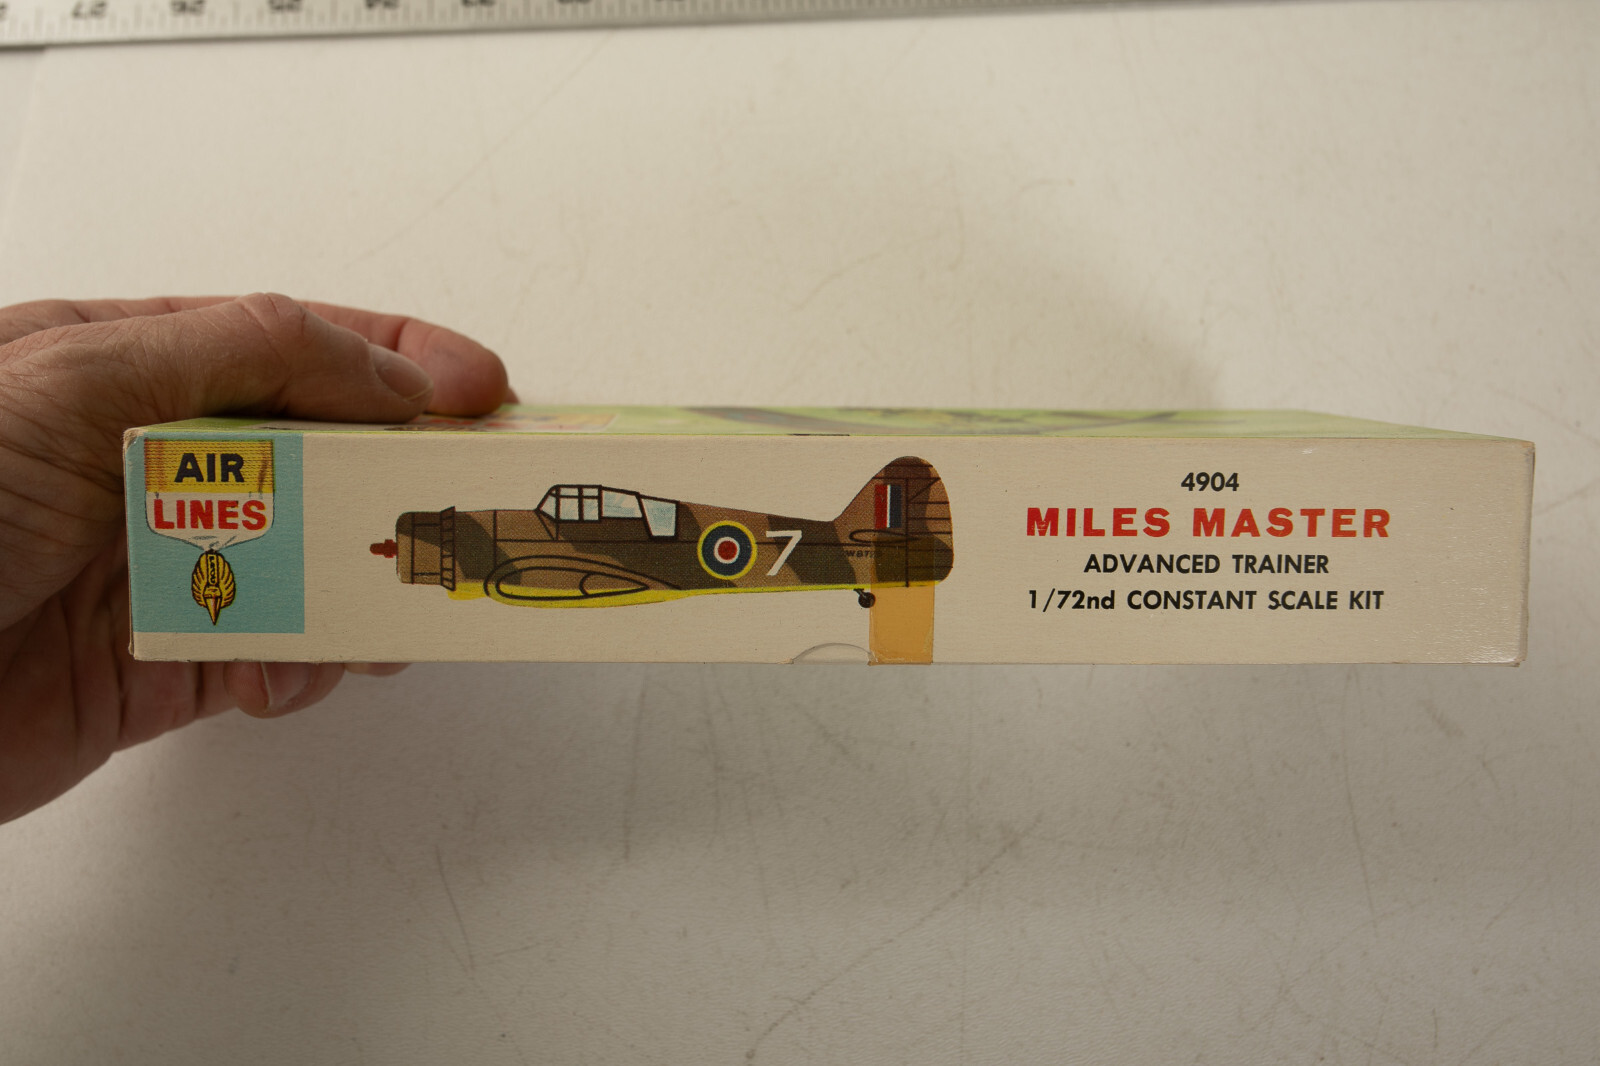 AIR
LINES
7
4904
MILES MASTER
ADVANCED TRAINER
1/72nd CONSTANT SCALE KIT